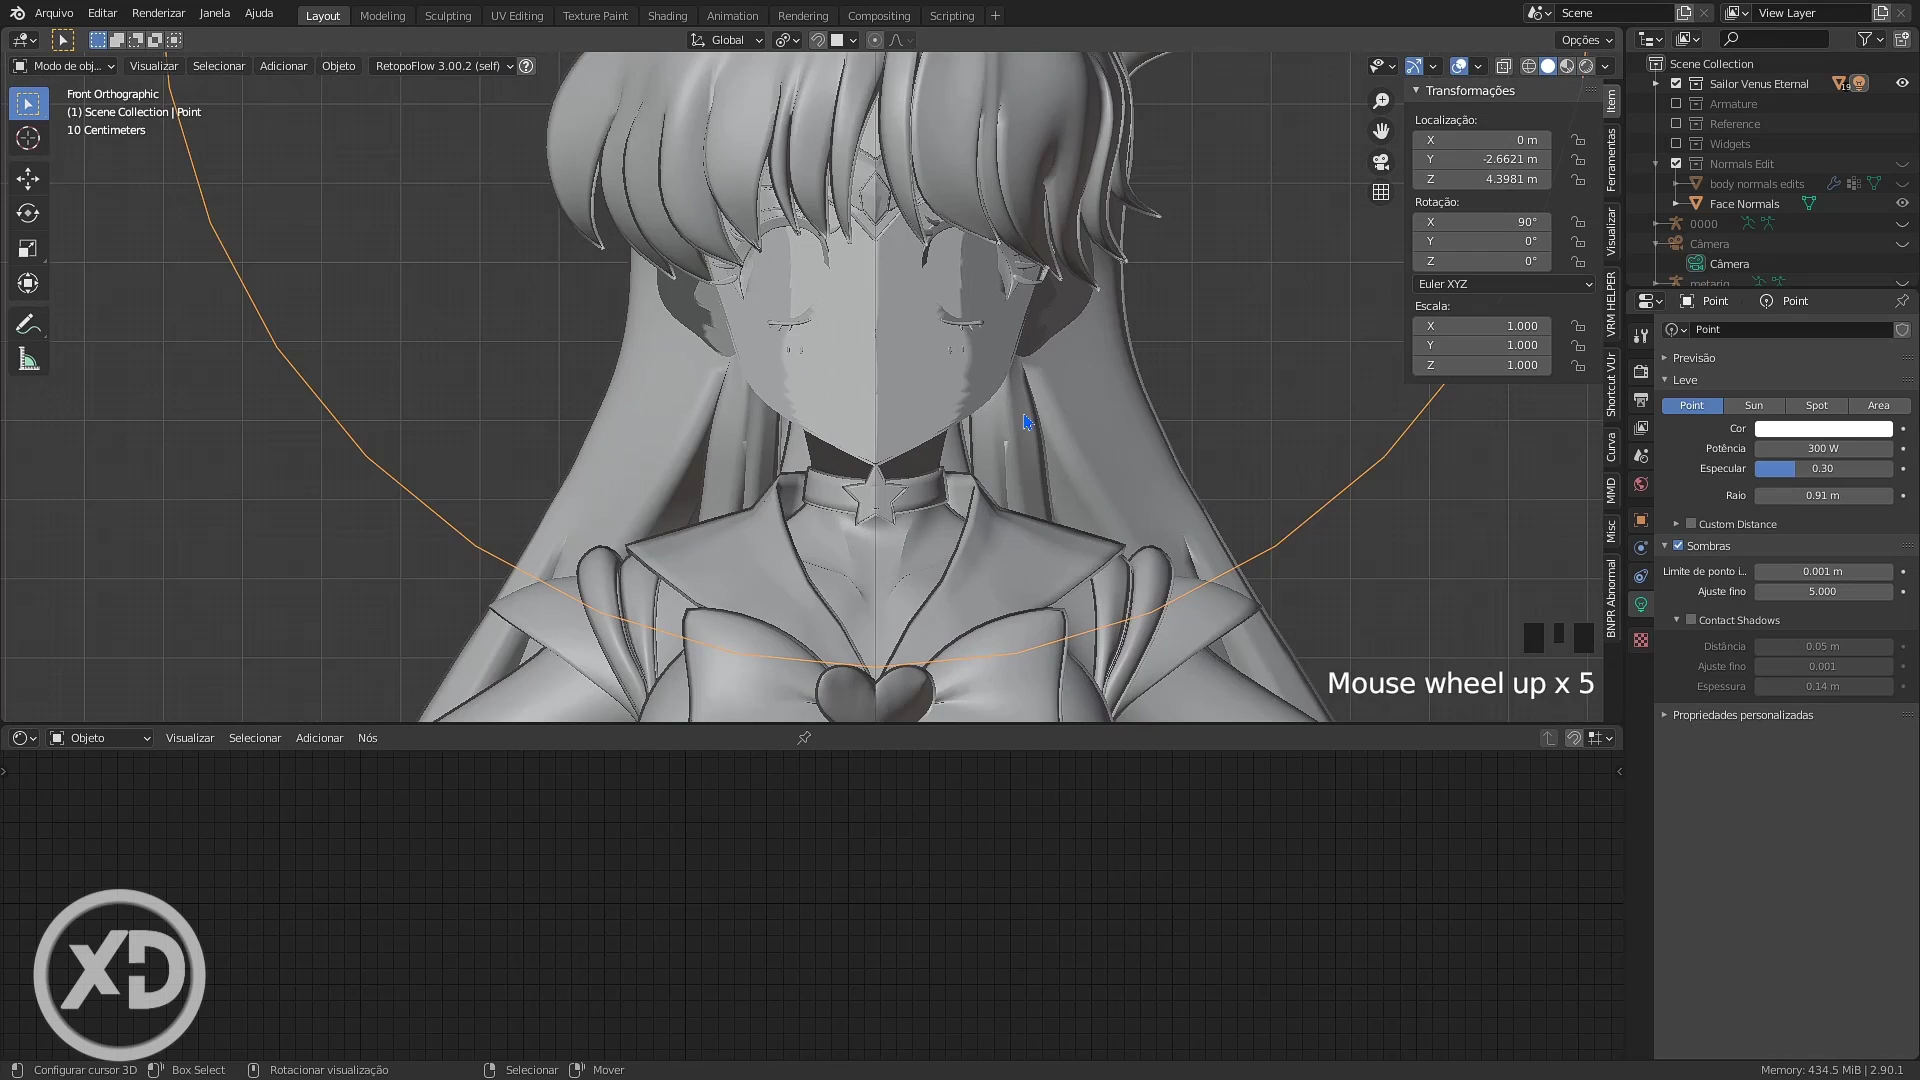 Arquivo Editar Renderizar Janela Ajuda Layout Modeling Sculpting UV Editing Texture Paint Shading Animation Rendering Compositing Scripting + Scene View Layer
Global Opções
Modo de obj... Visualizar Selecionar Adicionar Objeto RetopoFlow 3.00.2 (self)
Front Orthographic
(1) Scene Collection | Point
10 Centimeters
Transformações
Localização:
X 0 m
Y -2.6621 m
Z 4.3981 m
Rotação:
X 90°
Y 0°
Z 0°
Euler XYZ
Escala:
X 1.000
Y 1.000
Z 1.000
Item
Ferramentas
Visualizar
VRM HELPER
Shortcut VUr
Curva
MMD
Misc
BNPR Abnormal
Mouse wheel up x 5
Scene Collection
Sailor Venus Eternal 19
Armature
Reference
Widgets
Normals Edit
body normals edits
Face Normals
0000
Câmera
Câmera
metarig
Point Point
Point
Previsão
Leve
Point Sun Spot Area
Cor
Potência 300 W
Especular 0.30
Raio 0.91 m
Custom Distance
Sombras
Limite de ponto i... 0.001 m
Ajuste fino 5.000
Contact Shadows
Distância 0.05 m
Ajuste fino 0.001
Espessura 0.14 m
Propriedades personalizadas
Objeto Visualizar Selecionar Adicionar Nós
XD
Configurar cursor 3D Box Select Rotacionar visualização Selecionar Mover Memory: 434.5 MiB | 2.90.1